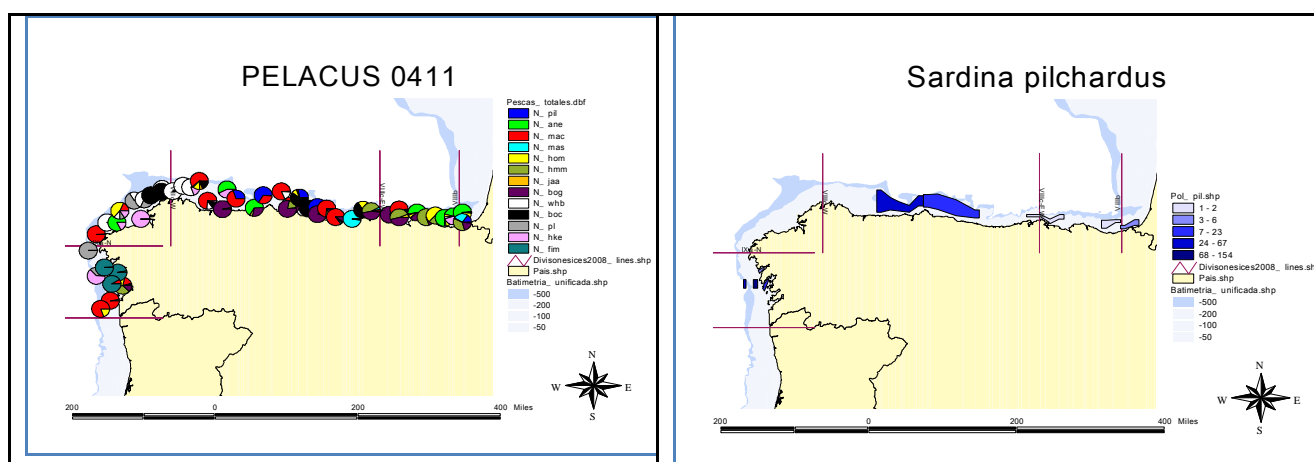 PELACUS 0411
Pescas_ totales.dbf
N_ pil
N_ ane
N_ mac
N_ mas
N_ hom
N_ hmm
N_ jaa
N_ bog
N_ whb
N_ boc
N_ pl
N_ hke
N_ fim
Divisonesices2008_ lines.shp
Pais.shp
Batimetria_ unificada.shp
-500
-200
-100
-50
N
W E
S
200 0 200 400 Miles
Sardina pilchardus
Pol_ pil.shp
1 - 2
3 - 6
7 - 23
24 - 67
68 - 154
Divisonesices2008_ lines.sh
Pais.shp
Batimetria_ unificada.shp
-500
-200
-100
-50
N
W E
S
200 0 200 400 Miles